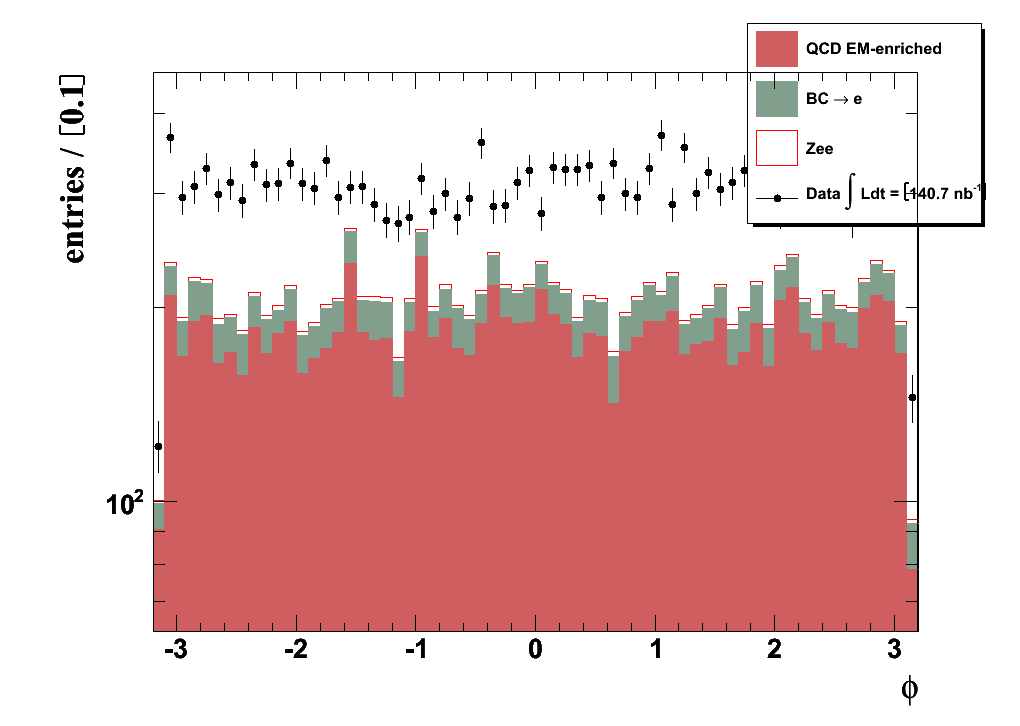 QCD EM-enriched
BC → e
Zee
Data ∫ Ldt = [140.7 nb⁻¹]
entries / [0.1]
10²
-3 -2 -1 0 1 2 3
ϕ